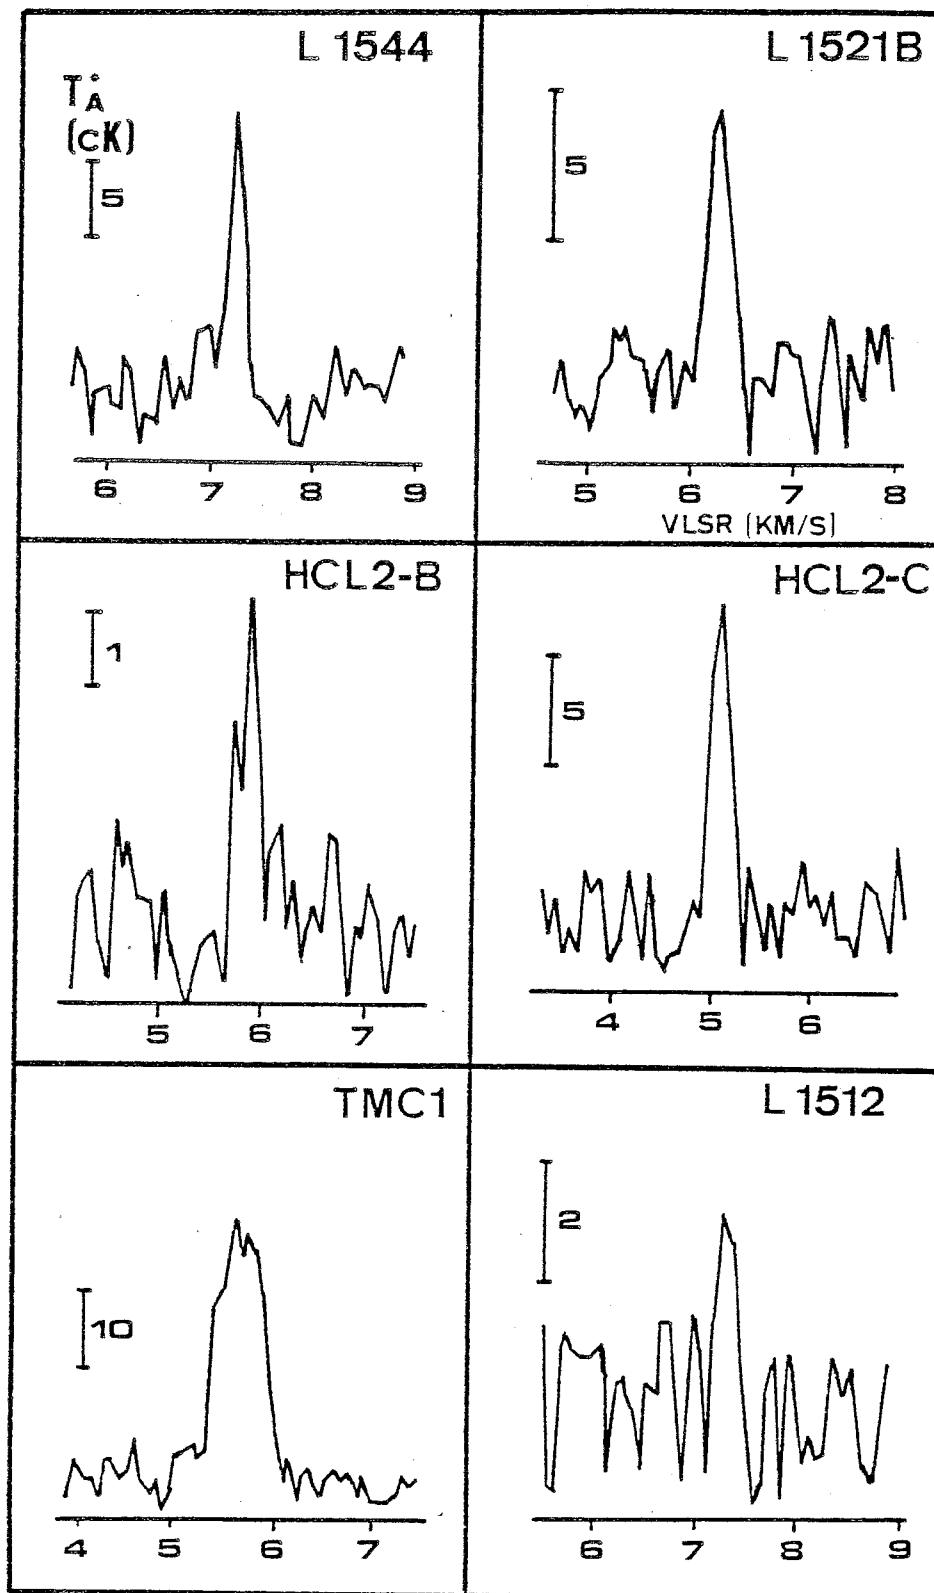 L 1544
T*A
(cK)
5
6 7 8 9
L 1521B
5
5 6 7 8
VLSR (KM/S)
HCL2-B
1
5 6 7
HCL2-C
5
4 5 6
TMC1
10
4 5 6 7
L 1512
2
6 7 8 9